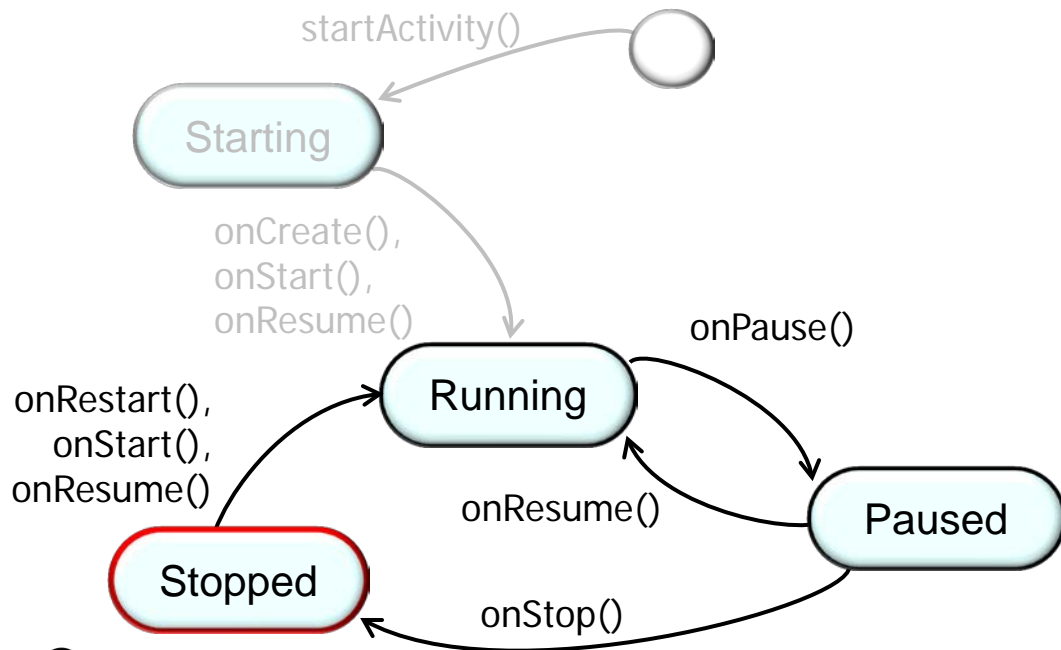 startActivity()
Starting
onCreate(),
onStart(),
onResume()
onPause()
Running
onRestart(),
onStart(),
onResume()
onResume()
Paused
Stopped
onStop()